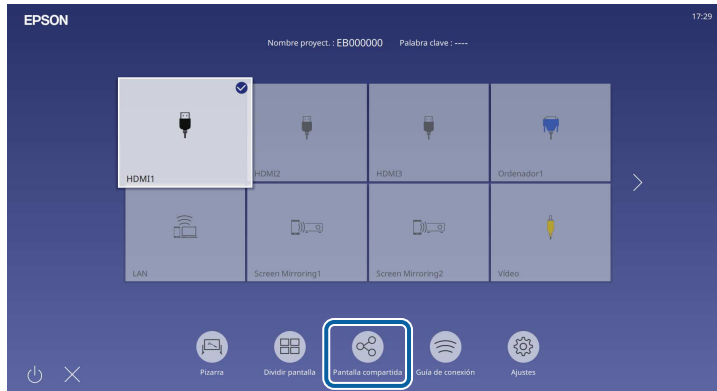 EPSON
17:29
Nombre proyect. : EB000000 Palabra clave : ----
HDMI1
HDMI2
HDMI3
Ordenador1
LAN
Screen Mirroring1
Screen Mirroring2
Vídeo
Pizarra
Dividir pantalla
Pantalla compartida
Guía de conexión
Ajustes